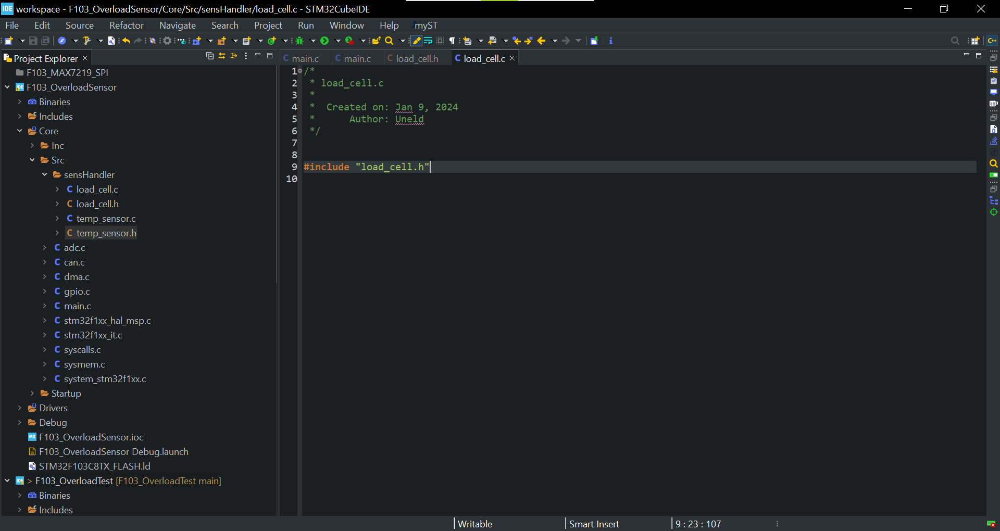 IDE workspace - F103_OverloadSensor/Core/Src/sensHandler/load_cell.c - STM32CubeIDE
File Edit Source Refactor Navigate Search Project Run Window Help myST
Project Explorer
main.c main.c load_cell.h load_cell.c
F103_MAX7219_SPI
F103_OverloadSensor
Binaries
Includes
Core
Inc
Src
sensHandler
load_cell.c
load_cell.h
temp_sensor.c
temp_sensor.h
adc.c
can.c
dma.c
gpio.c
main.c
stm32f1xx_hal_msp.c
stm32f1xx_it.c
syscalls.c
sysmem.c
system_stm32f1xx.c
Startup
Drivers
Debug
MX F103_OverloadSensor.ioc
F103_OverloadSensor Debug.launch
STM32F103C8TX_FLASH.ld
IDE > F103_OverloadTest [F103_OverloadTest main]
Binaries
Includes
1 /*
2 * load_cell.c
3 *
4 * Created on: Jan 9, 2024
5 * Author: Uneld
6 */
7
8
9 #include "load_cell.h"
10
Writable Smart Insert 9 : 23 : 107